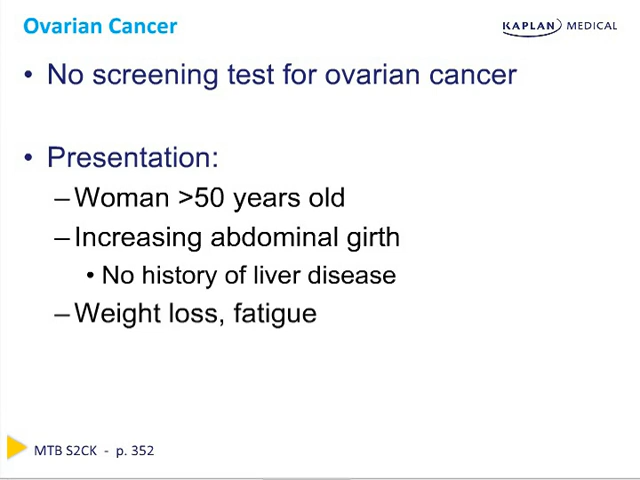 Ovarian Cancer
KAPLAN MEDICAL
• No screening test for ovarian cancer
• Presentation:
–Woman >50 years old
–Increasing abdominal girth
• No history of liver disease
–Weight loss, fatigue
MTB S2CK - p. 352